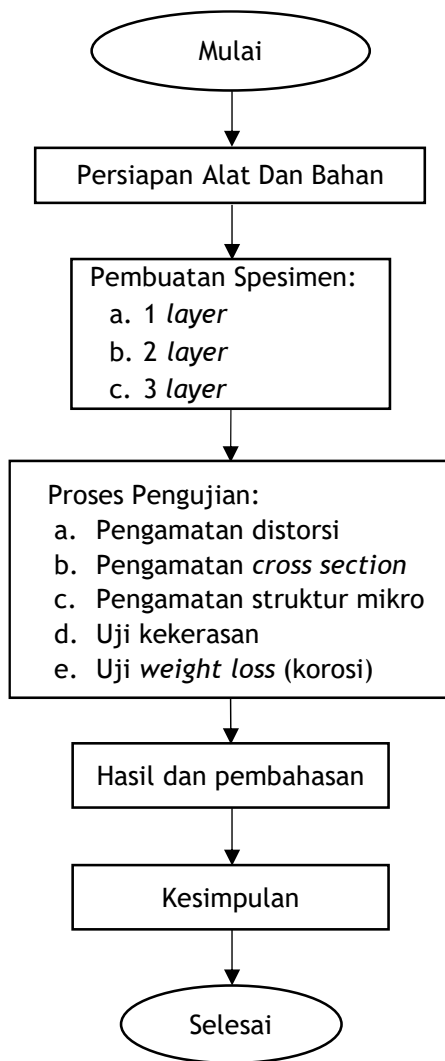 Mulai
Persiapan Alat Dan Bahan
Pembuatan Spesimen:
a. 1 layer
b. 2 layer
c. 3 layer
Proses Pengujian:
a. Pengamatan distorsi
b. Pengamatan cross section
c. Pengamatan struktur mikro
d. Uji kekerasan
e. Uji weight loss (korosi)
Hasil dan pembahasan
Kesimpulan
Selesai